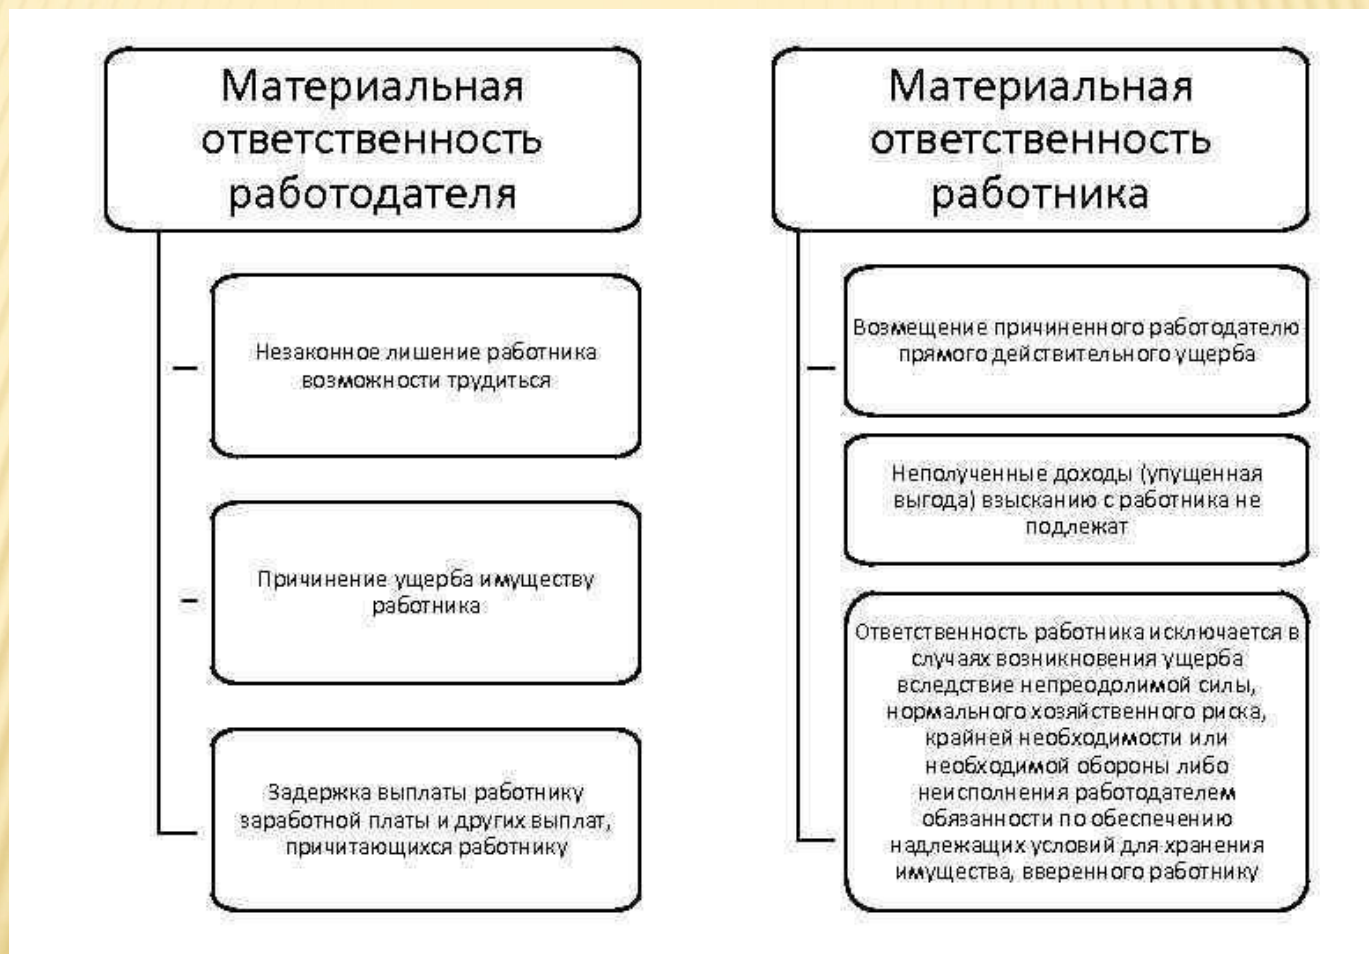 Материальная
ответственность
работодателя
Незаконное лишение работника
возможности трудиться
Причинение ущерба имуществу
работника
Задержка выплаты работнику
заработной платы и других выплат,
причитающихся работнику
Материальная
ответственность
работника
Возмещение причиненного работодателю
прямого действительного ущерба
Неполученные доходы (упущенная
выгода) взысканию с работника не
подлежат
Ответственность работника исключается в
случаях возникновения ущерба
вследствие непреодолимой силы,
нормального хозяйственного риска,
крайней необходимости или
необходимой обороны либо
неисполнения работодателем
обязанности по обеспечению
надлежащих условий для хранения
имущества, вверенного работнику